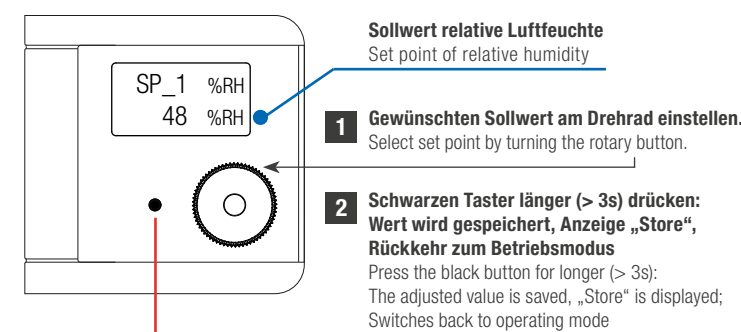 Sollwert relative Luftfeuchte
Set point of relative humidity
SP_1 %RH
48 %RH
1
Gewünschten Sollwert am Drehrad einstellen.
Select set point by turning the rotary button.
2
Schwarzen Taster länger (> 3s) drücken:
Wert wird gespeichert, Anzeige „Store“,
Rückkehr zum Betriebsmodus
Press the black button for longer (> 3s):
The adjusted value is saved, „Store“ is displayed;
Switches back to operating mode